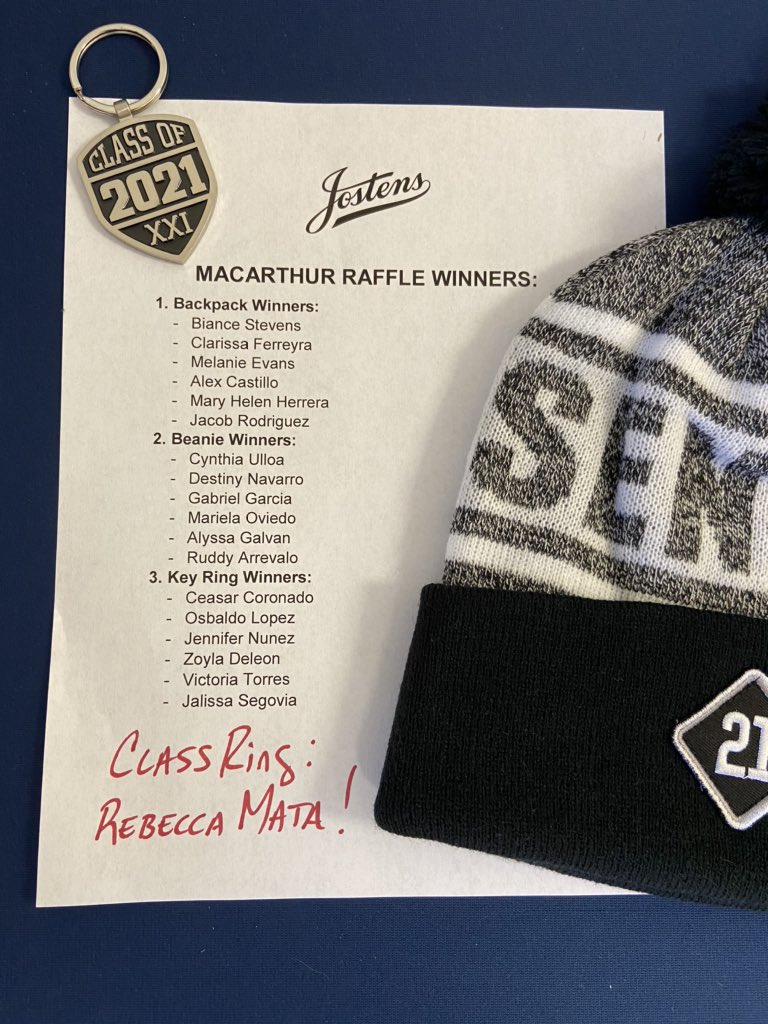 CLASS OF
2021
XXI
Jostens
MACARTHUR RAFFLE WINNERS:
1. Backpack Winners:
- Biance Stevens
- Clarissa Ferreyra
- Melanie Evans
- Alex Castillo
- Mary Helen Herrera
- Jacob Rodriguez
2. Beanie Winners:
- Cynthia Ulloa
- Destiny Navarro
- Gabriel Garcia
- Mariela Oviedo
- Alyssa Galvan
- Ruddy Arrevalo
3. Key Ring Winners:
- Ceasar Coronado
- Osbaldo Lopez
- Jennifer Nunez
- Zoyla Deleon
- Victoria Torres
- Jalissa Segovia
CLASS RING:
REBECCA MATA!
SEN
21